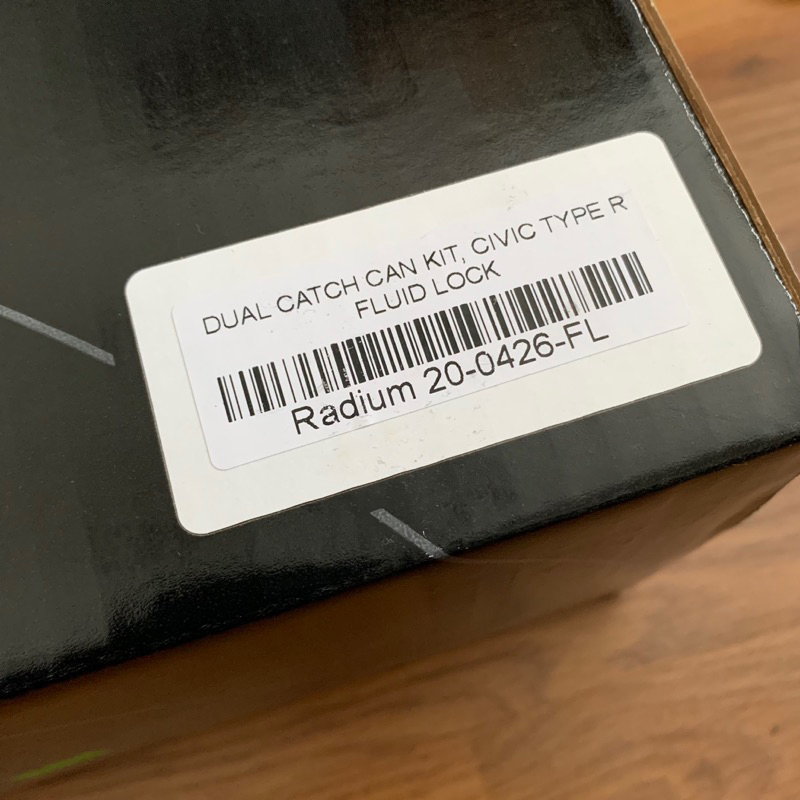 DUAL CATCH CAN KIT, CIVIC TYPE R
FLUID LOCK
Radium 20-0426-FL